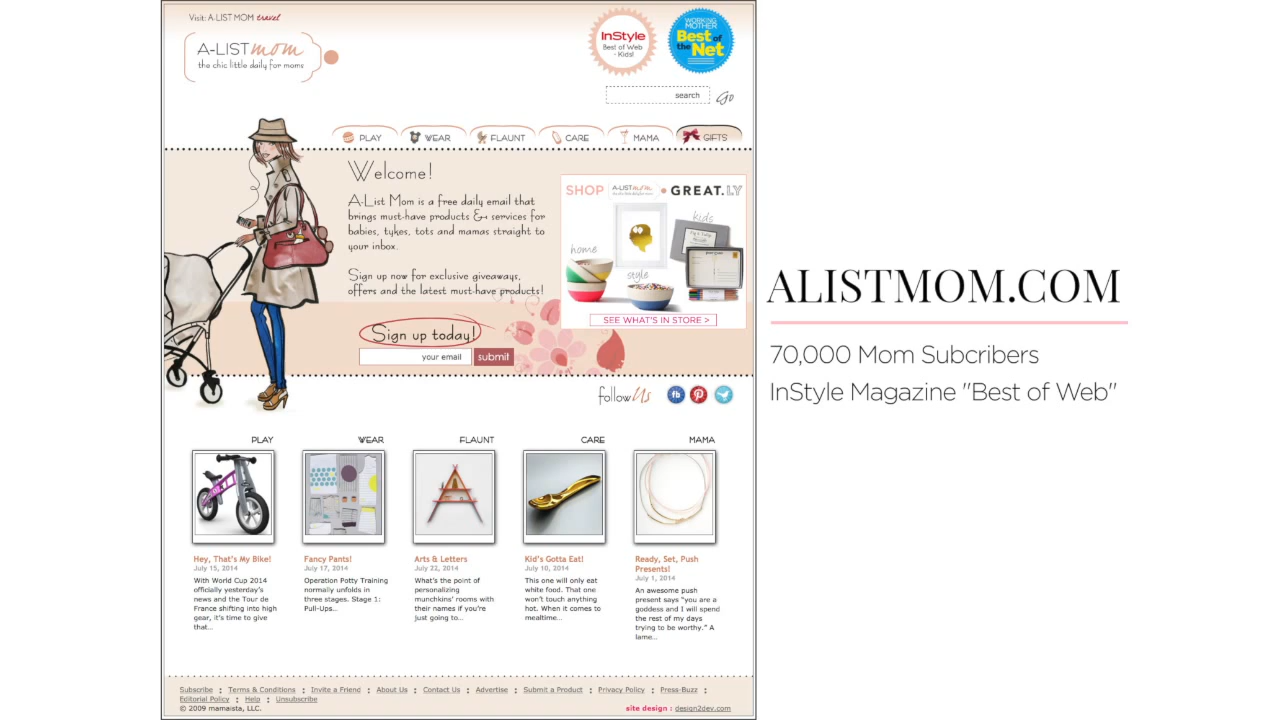 Visit: A-LIST MOM travel
A-LIST mom
the chic little daily for moms
InStyle
Best of Web
- Kids!
WORKING
MOTHER
Best of
the Net
search
Go
PLAY
WEAR
FLAUNT
CARE
MAMA
GIFTS
Welcome!
A-List Mom is a free daily email that
brings must-have products & services for
babies, tykes, tots and mamas straight to
your inbox.
Sign up now for exclusive giveaways,
offers and the latest must-have products!
Sign up today!
your email
submit
SHOP A-LIST mom GREAT.LY
kids
home
style
SEE WHAT'S IN STORE >
ALISTMOM.COM
70,000 Mom Subcribers
InStyle Magazine "Best of Web"
follow Us
PLAY
WEAR
FLAUNT
CARE
MAMA
Hey, That's My Bike!
July 15, 2014
With World Cup 2014
officially yesterday's
news and the Tour de
France shifting into high
gear, it's time to give
that...
Fancy Pants!
July 17, 2014
Operation Potty Training
normally unfolds in
three stages. Stage 1:
Pull-Ups...
Arts & Letters
July 22, 2014
What's the point of
personalizing
munchkins' rooms with
their names if you're
just going to...
Kid's Gotta Eat!
July 10, 2014
This one will only eat
white food. That one
won't touch anything
hot. When it comes to
mealtime...
Ready, Set, Push
Presents!
July 1, 2014
An awesome push
present says "you are a
goddess and I will spend
the rest of my days
trying to be worthy." A
lame...
Subscribe : Terms & Conditions : Invite a Friend : About Us : Contact Us : Advertise : Submit a Product : Privacy Policy : Press-Buzz :
Editorial Policy : Help : Unsubscribe
© 2009 mamaista, LLC.
site design : design2dev.com